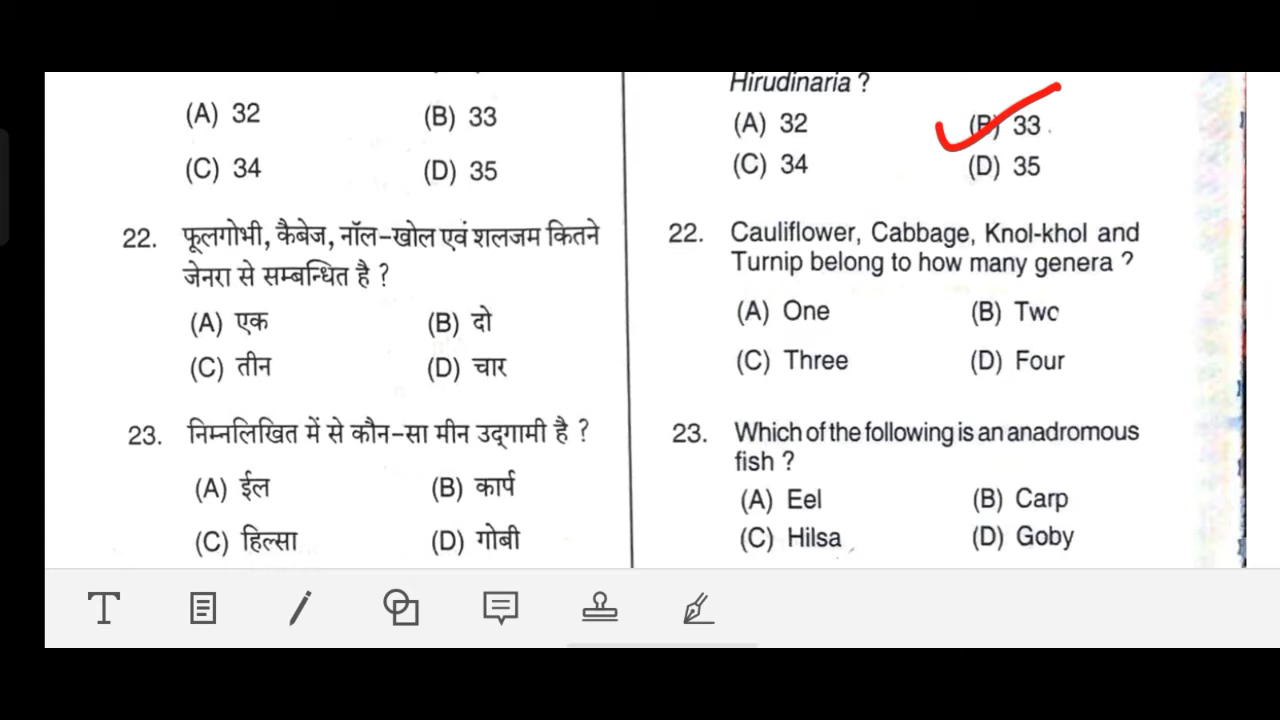 (A) 32 (B) 33
(C) 34 (D) 35
22. फूलगोभी, कैबेज, नॉल-खोल एवं शलजम कितने
जेनरा से सम्बन्धित है ?
(A) एक (B) दो
(C) तीन (D) चार
23. निम्नलिखित में से कौन-सा मीन उद्गामी है ?
(A) ईल (B) कार्प
(C) हिल्सा (D) गोबी
Hirudinaria ?
(A) 32 (B) 33
(C) 34 (D) 35
22. Cauliflower, Cabbage, Knol-khol and
Turnip belong to how many genera ?
(A) One (B) Two
(C) Three (D) Four
23. Which of the following is an anadromous
fish ?
(A) Eel (B) Carp
(C) Hilsa (D) Goby
T